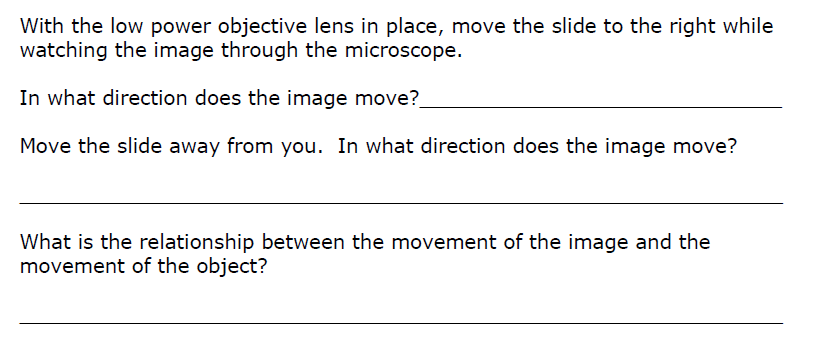 With the low power objective lens in place, move the slide to the right while
watching the image through the microscope.
In what direction does the image move?
Move the slide away from you.  In what direction does the image move?
What is the relationship between the movement of the image and the
movement of the object?